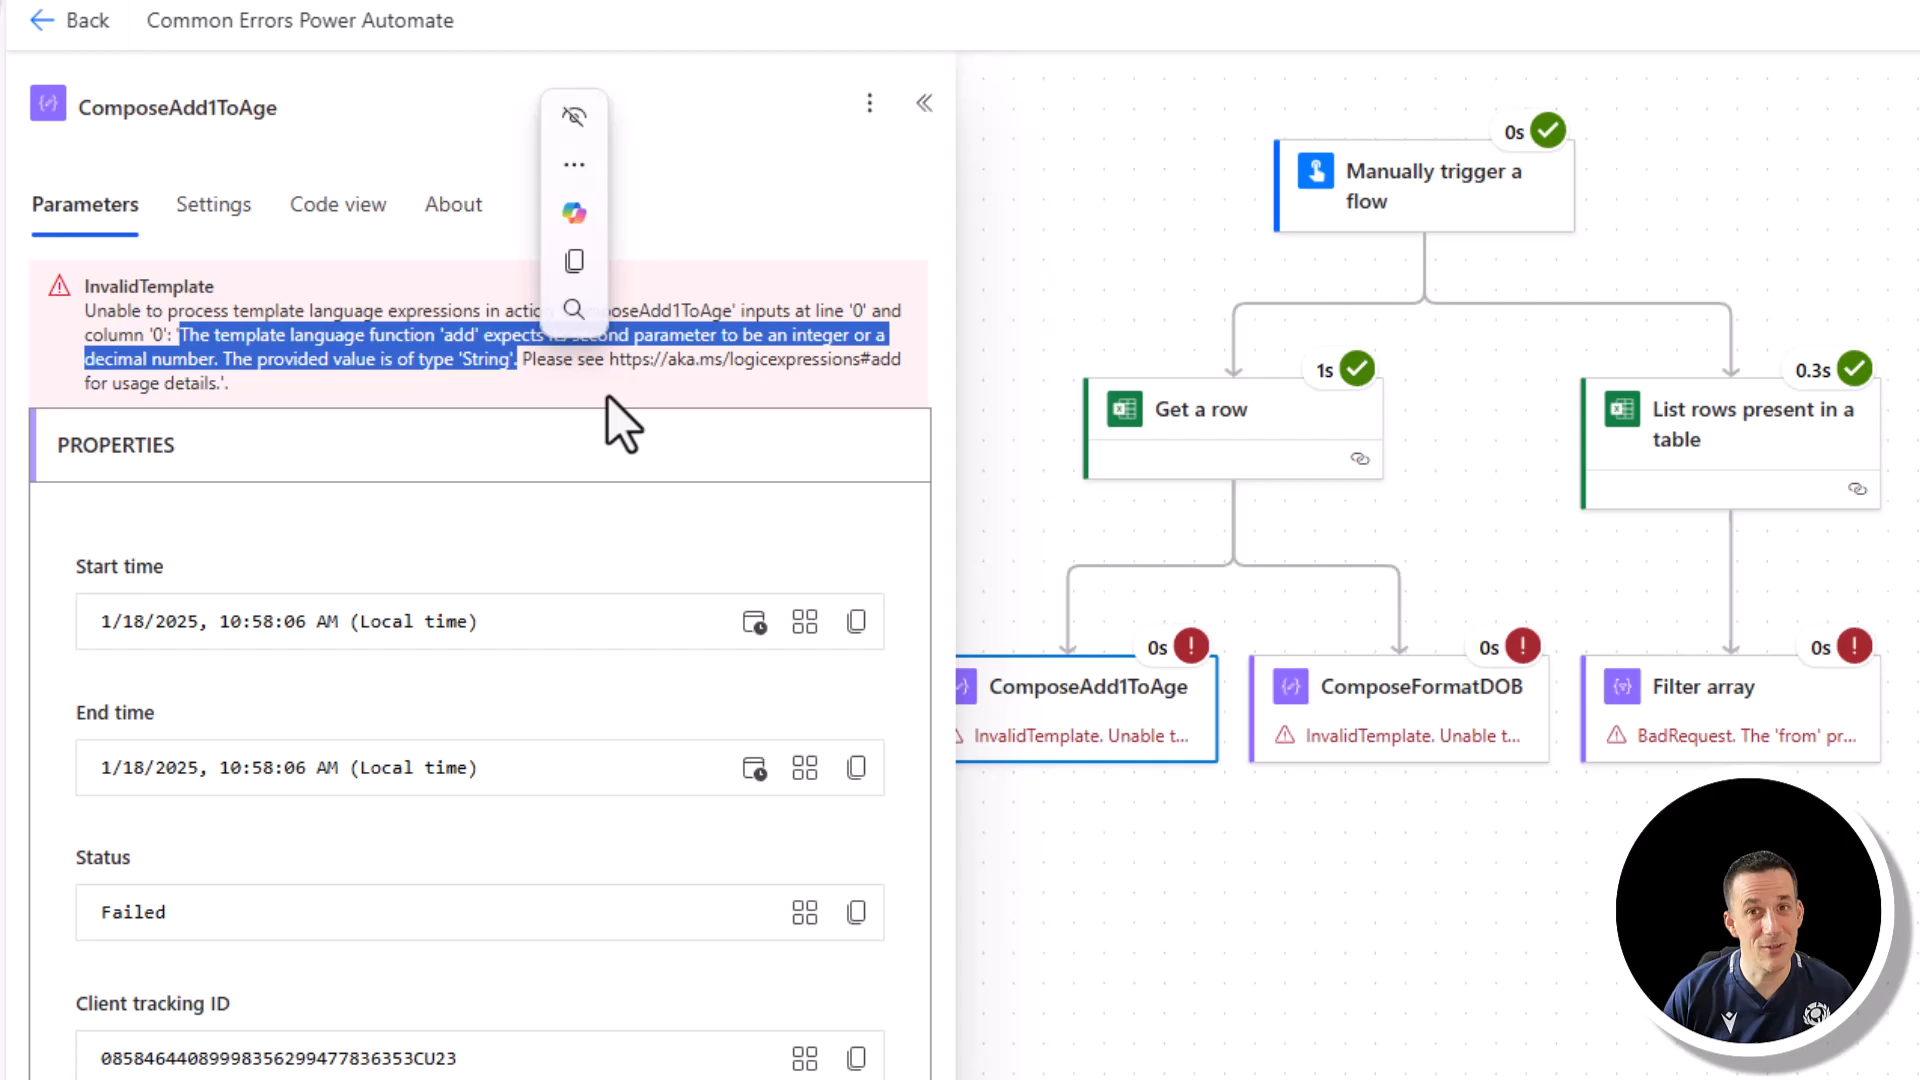 Back
Common Errors Power Automate
ComposeAdd1ToAge
Parameters
Settings
Code view
About
InvalidTemplate
Unable to process template language expressions in actio poseAdd1ToAge' inputs at line '0' and
column '0': 'The template language function 'add' expects its second parameter to be an integer or a
decimal number. The provided value is of type 'String'. Please see https://aka.ms/logicexpressions#add
for usage details.'.
PROPERTIES
Start time
1/18/2025, 10:58:06 AM (Local time)
End time
1/18/2025, 10:58:06 AM (Local time)
Status
Failed
Client tracking ID
08584644089998356299477836353CU23
0s
Manually trigger a
flow
1s
Get a row
0.3s
List rows present in a
table
0s
ComposeAdd1ToAge
InvalidTemplate. Unable t...
0s
ComposeFormatDOB
InvalidTemplate. Unable t...
0s
Filter array
BadRequest. The 'from' pr...